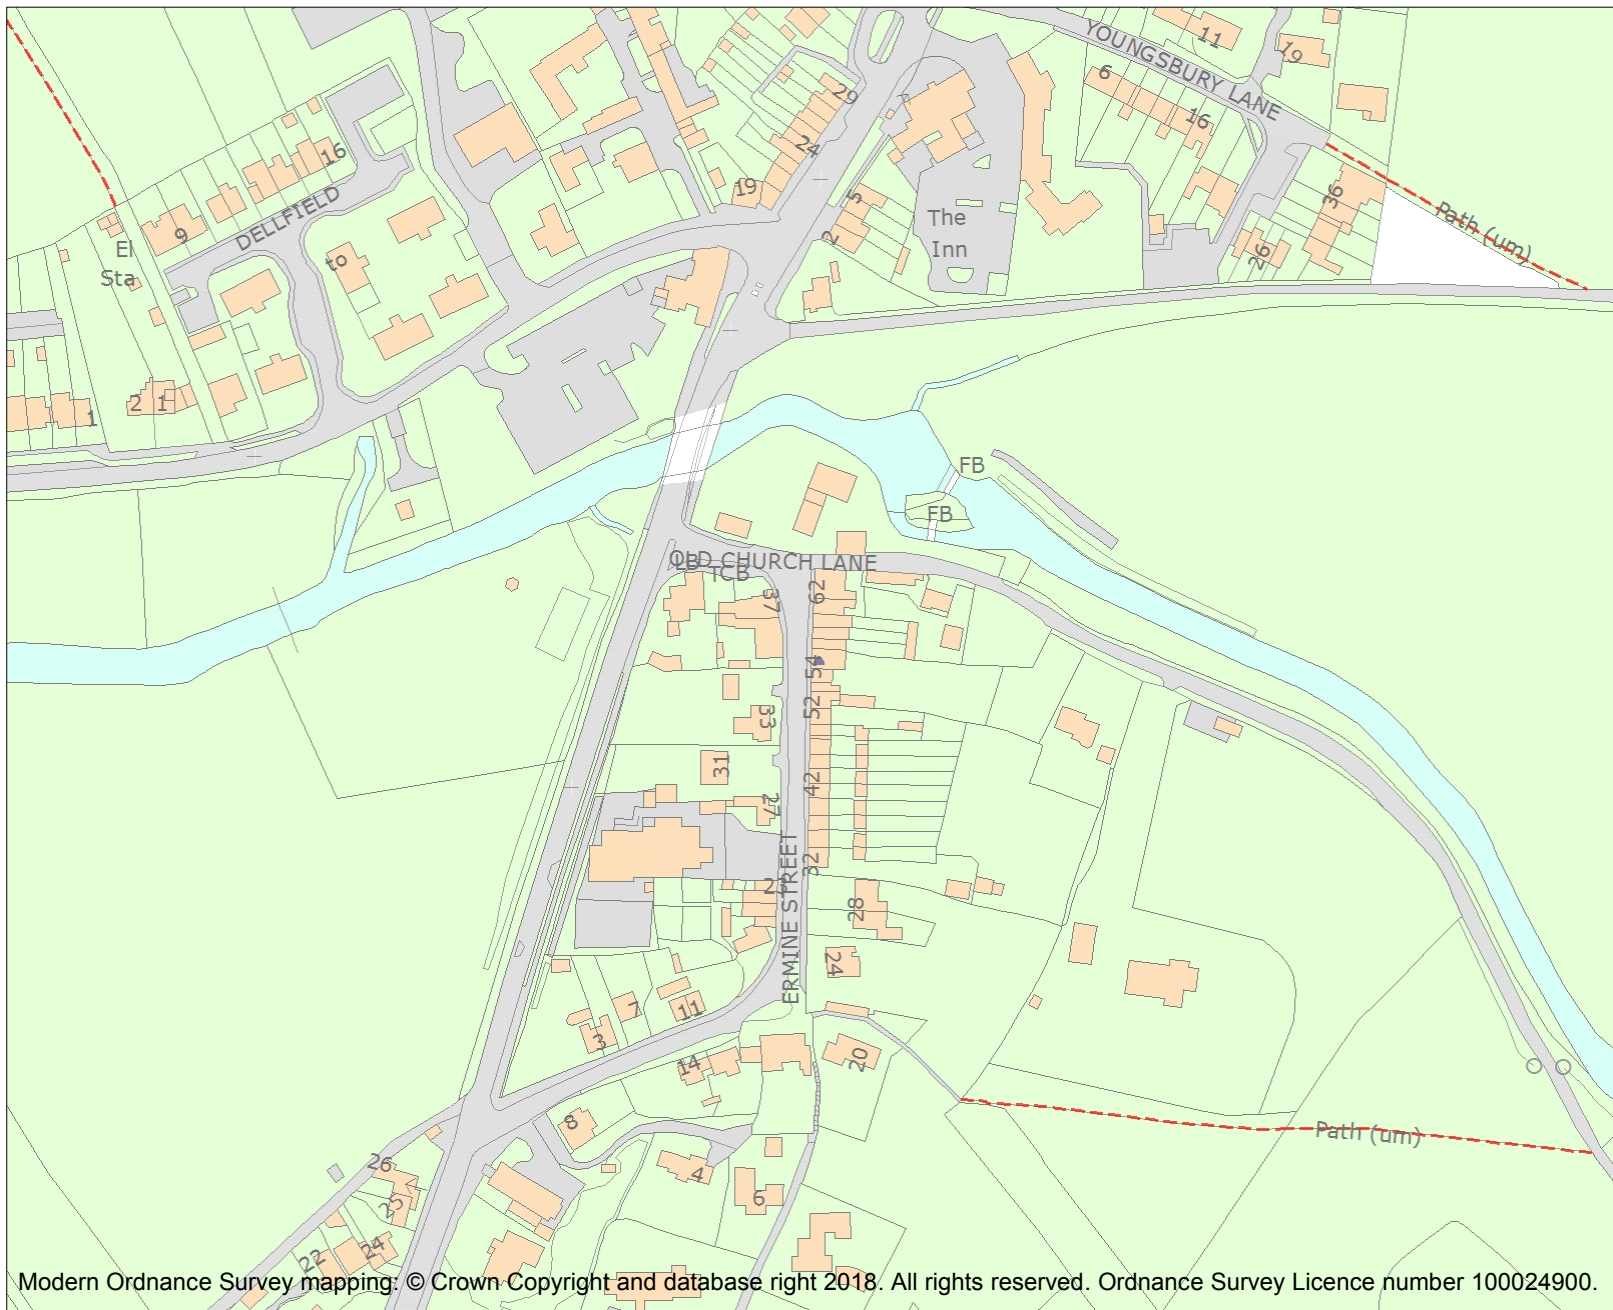 YOUNGSBURY LANE
11
19
6
16
29
24
19
16
DELLFIELD
9
El
Sta
to
5
2
The
Inn
36
26
Path (um)
2 1
1
FB
FB
OLD CHURCH LANE
LB
TCB
37
62
54
52
33
31
42
27
32
23
ERMINE STREET
28
24
7
11
3
14
20
8
Path (um)
26
25
4
6
22
24
Modern Ordnance Survey mapping: © Crown Copyright and database right 2018. All rights reserved. Ordnance Survey Licence number 100024900.